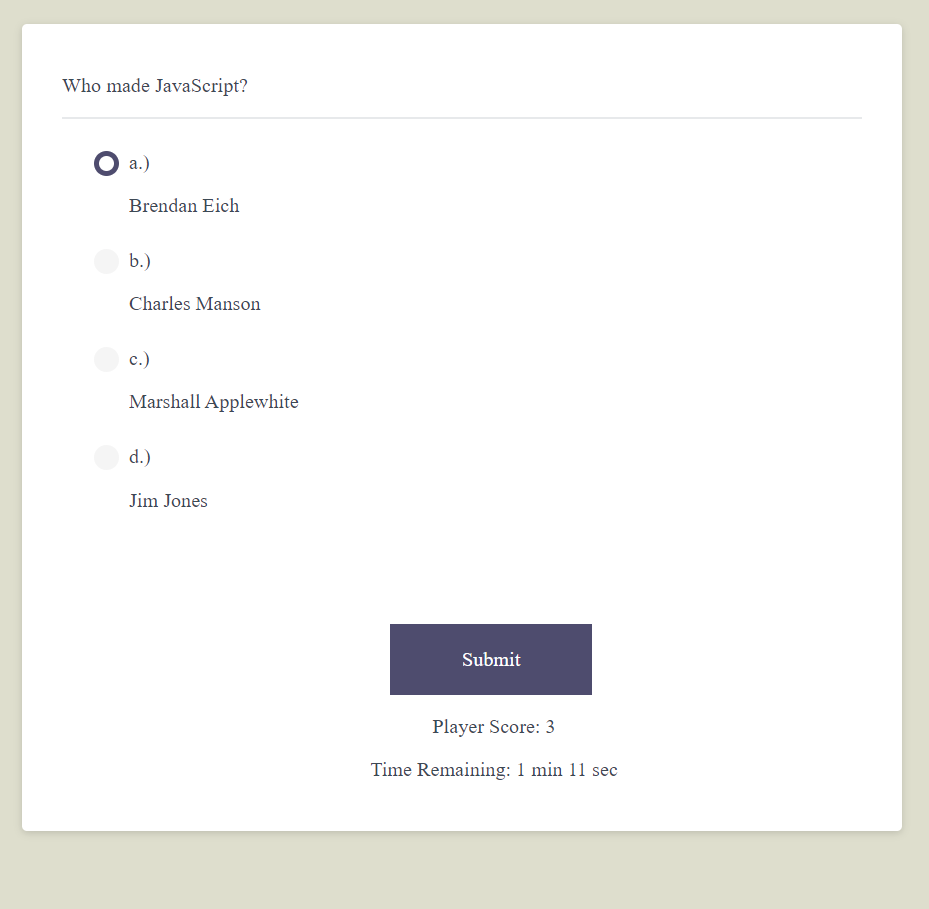 Who made JavaScript?
a.)
Brendan Eich
b.)
Charles Manson
c.)
Marshall Applewhite
d.)
Jim Jones
Submit
Player Score: 3
Time Remaining: 1 min 11 sec